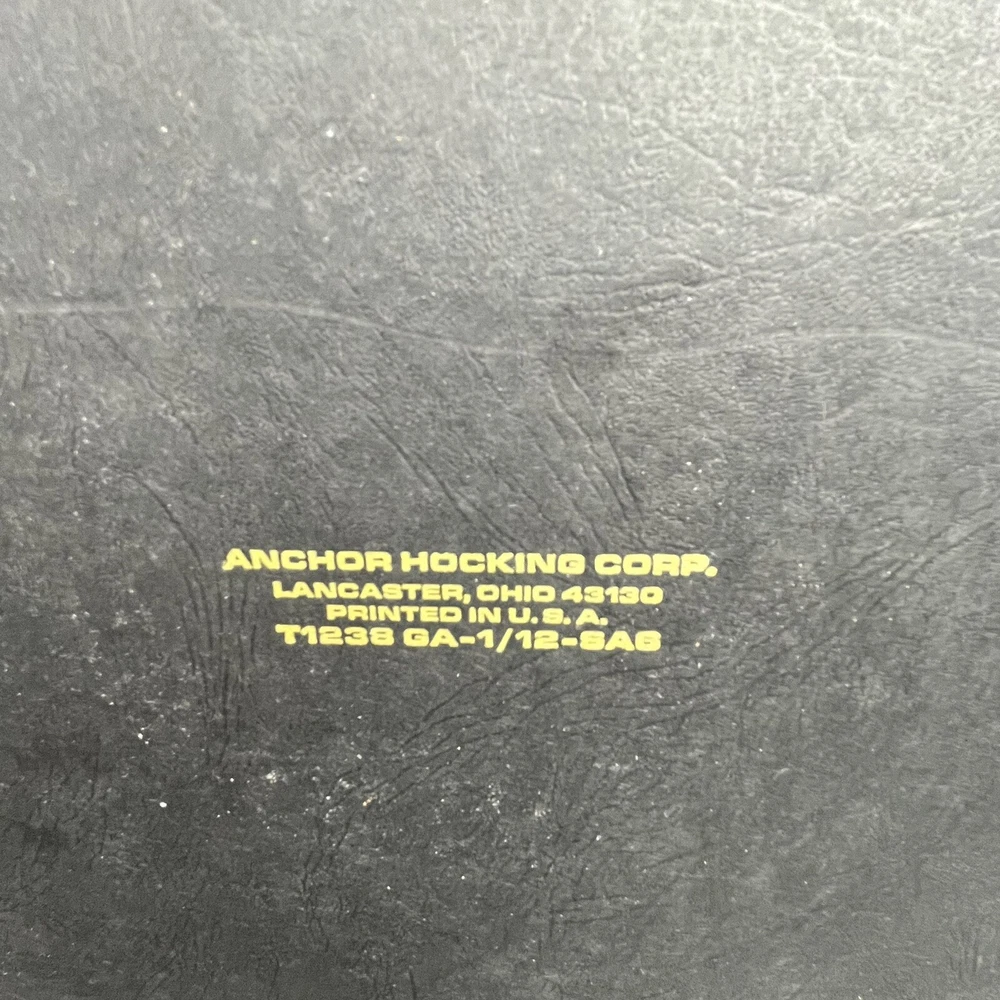 ANCHOR HOCKING CORP.
LANCASTER, OHIO 43130
PRINTED IN U. S. A.
T1238 GA-1/12-SA6